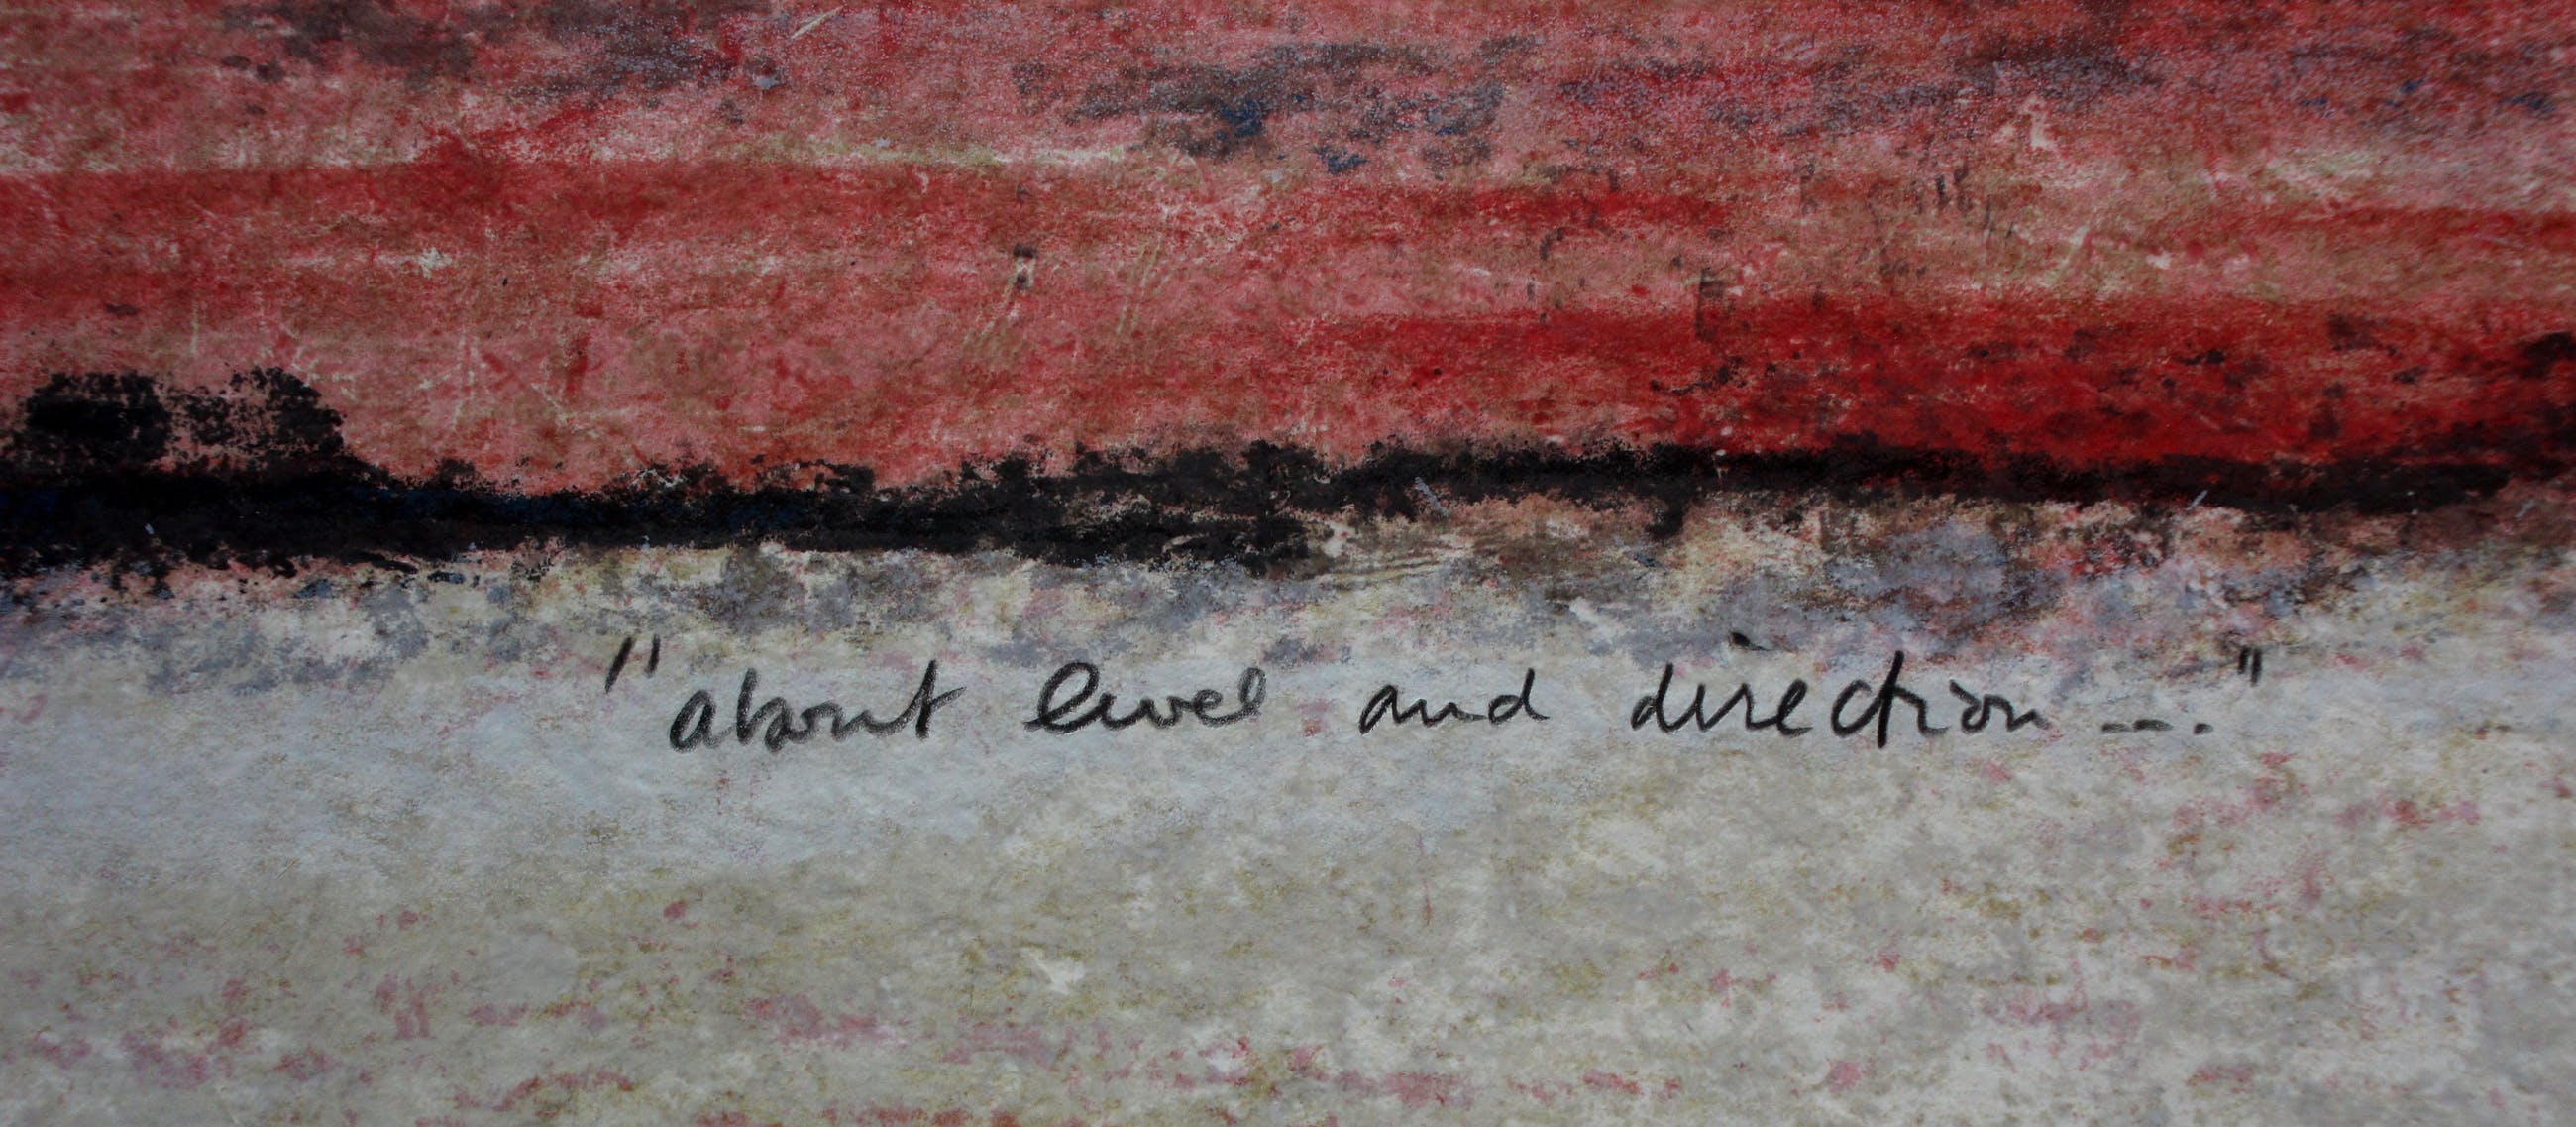 "about level and direction ..."